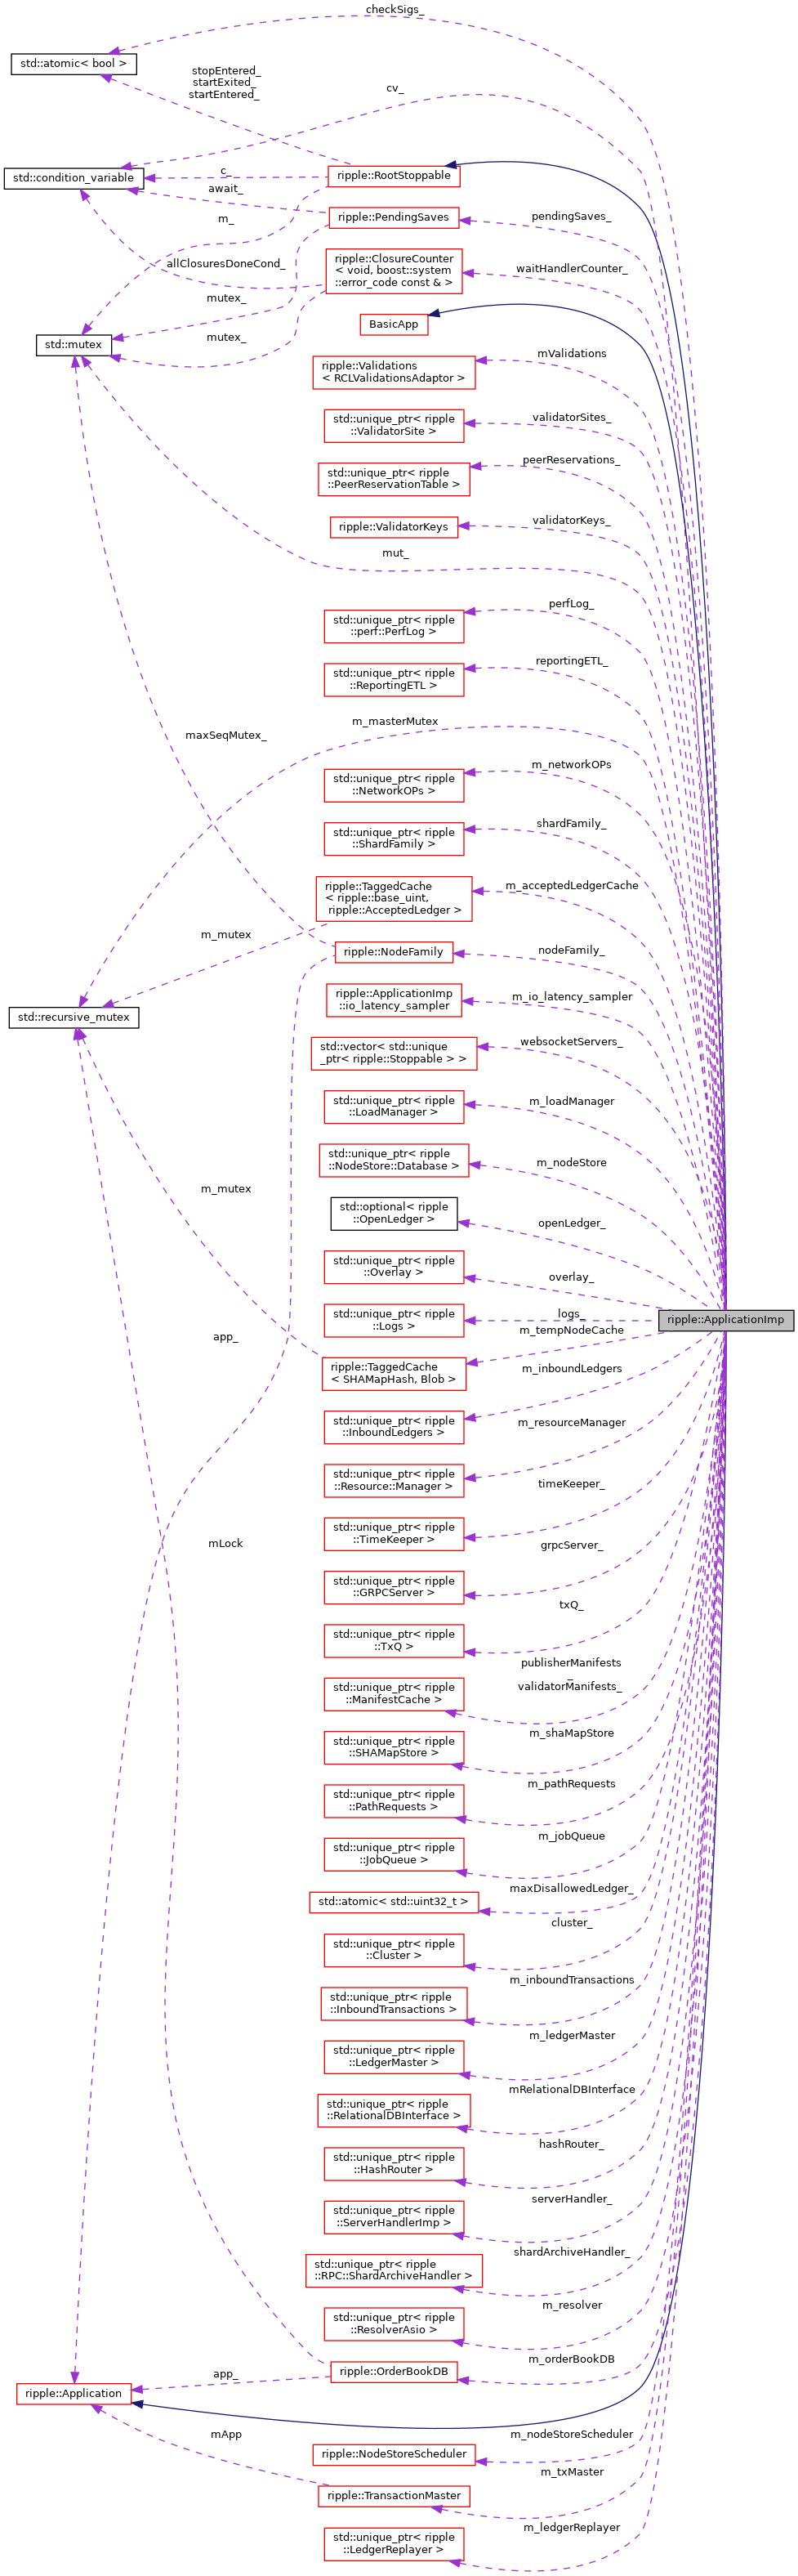 checkSigs_
std::atomic< bool >
stopEntered_
startExited_
startEntered_
cv_
std::condition_variable
c_
ripple::RootStoppable
await_
m_
ripple::PendingSaves
pendingSaves_
allClosuresDoneCond_
ripple::ClosureCounter
< void, boost::system
::error_code const & >
waitHandlerCounter_
mutex_
BasicApp
std::mutex
mutex_
ripple::Validations
< RCLValidationsAdaptor >
mValidations
std::unique_ptr< ripple
::ValidatorSite >
validatorSites_
std::unique_ptr< ripple
::PeerReservationTable >
peerReservations_
ripple::ValidatorKeys
validatorKeys_
mut_
std::unique_ptr< ripple
::perf::PerfLog >
perfLog_
std::unique_ptr< ripple
::ReportingETL >
reportingETL_
maxSeqMutex_
m_masterMutex
std::unique_ptr< ripple
::NetworkOPs >
m_networkOPs
std::unique_ptr< ripple
::ShardFamily >
shardFamily_
ripple::TaggedCache
< ripple::base_uint,
ripple::AcceptedLedger >
m_acceptedLedgerCache
m_mutex
ripple::NodeFamily
nodeFamily_
ripple::ApplicationImp
::io_latency_sampler
m_io_latency_sampler
std::recursive_mutex
std::vector< std::unique
_ptr< ripple::Stoppable > >
websocketServers_
std::unique_ptr< ripple
::LoadManager >
m_loadManager
std::unique_ptr< ripple
::NodeStore::Database >
m_nodeStore
m_mutex
std::optional< ripple
::OpenLedger >
openLedger_
std::unique_ptr< ripple
::Overlay >
overlay_
std::unique_ptr< ripple
::Logs >
logs_
ripple::ApplicationImp
app_
m_tempNodeCache
ripple::TaggedCache
< SHAMapHash, Blob >
std::unique_ptr< ripple
::InboundLedgers >
m_inboundLedgers
std::unique_ptr< ripple
::Resource::Manager >
m_resourceManager
std::unique_ptr< ripple
::TimeKeeper >
timeKeeper_
mLock
std::unique_ptr< ripple
::GRPCServer >
grpcServer_
std::unique_ptr< ripple
::TxQ >
txQ_
std::unique_ptr< ripple
::ManifestCache >
publisherManifests
_
validatorManifests_
std::unique_ptr< ripple
::SHAMapStore >
m_shaMapStore
std::unique_ptr< ripple
::PathRequests >
m_pathRequests
std::unique_ptr< ripple
::JobQueue >
m_jobQueue
std::atomic< std::uint32_t >
maxDisallowedLedger_
std::unique_ptr< ripple
::Cluster >
cluster_
std::unique_ptr< ripple
::InboundTransactions >
m_inboundTransactions
std::unique_ptr< ripple
::LedgerMaster >
m_ledgerMaster
std::unique_ptr< ripple
::RelationalDBInterface >
mRelationalDBInterface
std::unique_ptr< ripple
::HashRouter >
hashRouter_
std::unique_ptr< ripple
::ServerHandlerImp >
serverHandler_
std::unique_ptr< ripple
::RPC::ShardArchiveHandler >
shardArchiveHandler_
std::unique_ptr< ripple
::ResolverAsio >
m_resolver
ripple::OrderBookDB
m_orderBookDB
app_
ripple::Application
mApp
ripple::NodeStoreScheduler
m_nodeStoreScheduler
ripple::TransactionMaster
m_txMaster
std::unique_ptr< ripple
::LedgerReplayer >
m_ledgerReplayer